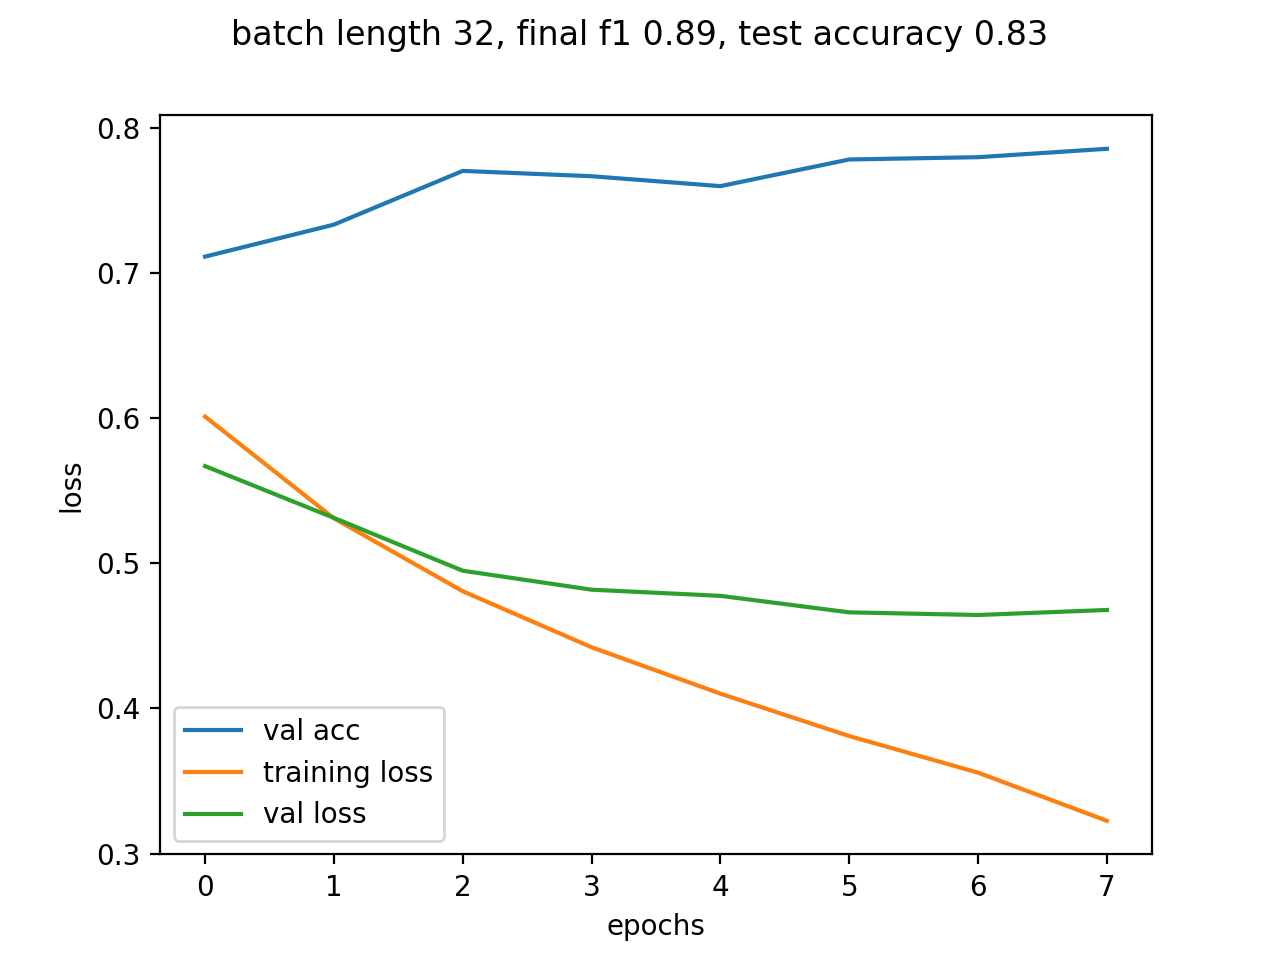 batch length 32, final f1 0.89, test accuracy 0.83
0.8
0.7
0.6
0.5
0.4
0.3
loss
val acc
training loss
val loss
0 1 2 3 4 5 6 7
epochs